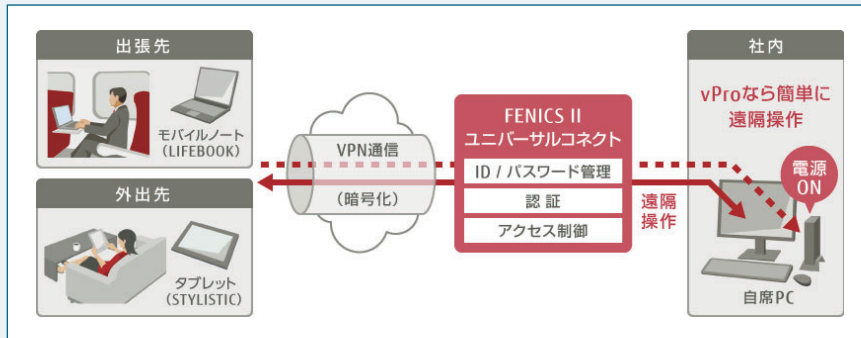 出張先
モバイルノート
(LIFEBOOK)
外出先
タブレット
(STYLISTIC)
VPN通信
(暗号化)
FENICS II
ユニバーサルコネクト
ID / パスワード管理
認証
アクセス制御
遠隔
操作
社内
vProなら簡単に
遠隔操作
電源
ON
自席PC